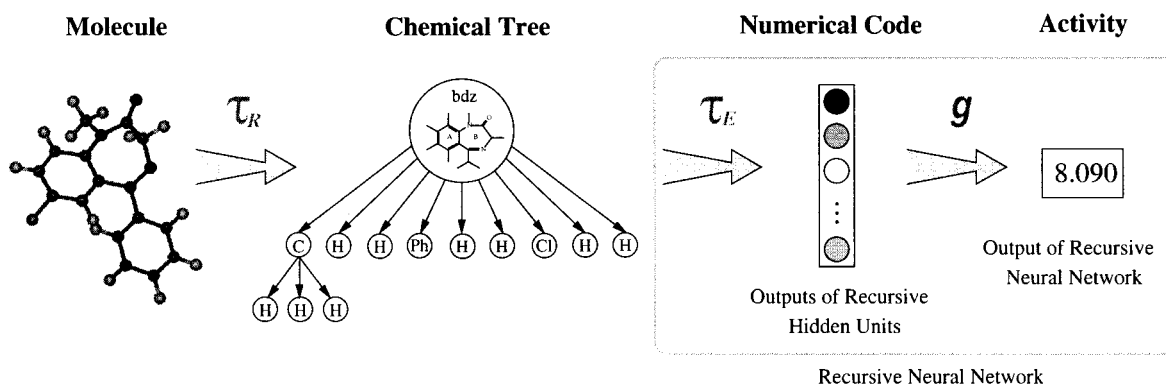 Molecule
Chemical Tree
Numerical Code
Activity
τR
bdz
N
O
A
B
N
C H H Ph H H Cl H H
H H H
τE
g
8.090
Outputs of Recursive
Hidden Units
Output of Recursive
Neural Network
Recursive Neural Network